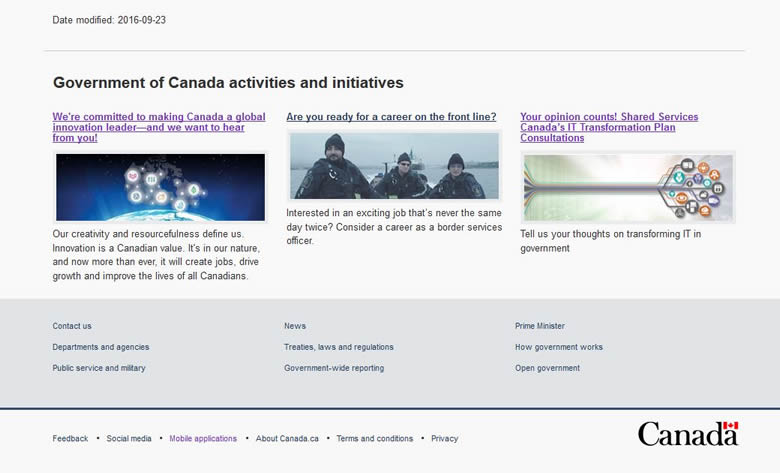 Date modified: 2016-09-23
Government of Canada activities and initiatives
We're committed to making Canada a global
innovation leader—and we want to hear
from you!
Our creativity and resourcefulness define us.
Innovation is a Canadian value. It's in our nature,
and now more than ever, it will create jobs, drive
growth and improve the lives of all Canadians.
Are you ready for a career on the front line?
Interested in an exciting job that's never the same
day twice? Consider a career as a border services
officer.
Your opinion counts! Shared Services
Canada's IT Transformation Plan
Consultations
Tell us your thoughts on transforming IT in
government
Contact us
Departments and agencies
Public service and military
News
Treaties, laws and regulations
Government-wide reporting
Prime Minister
How government works
Open government
Feedback • Social media • Mobile applications • About Canada.ca • Terms and conditions • Privacy
Canada